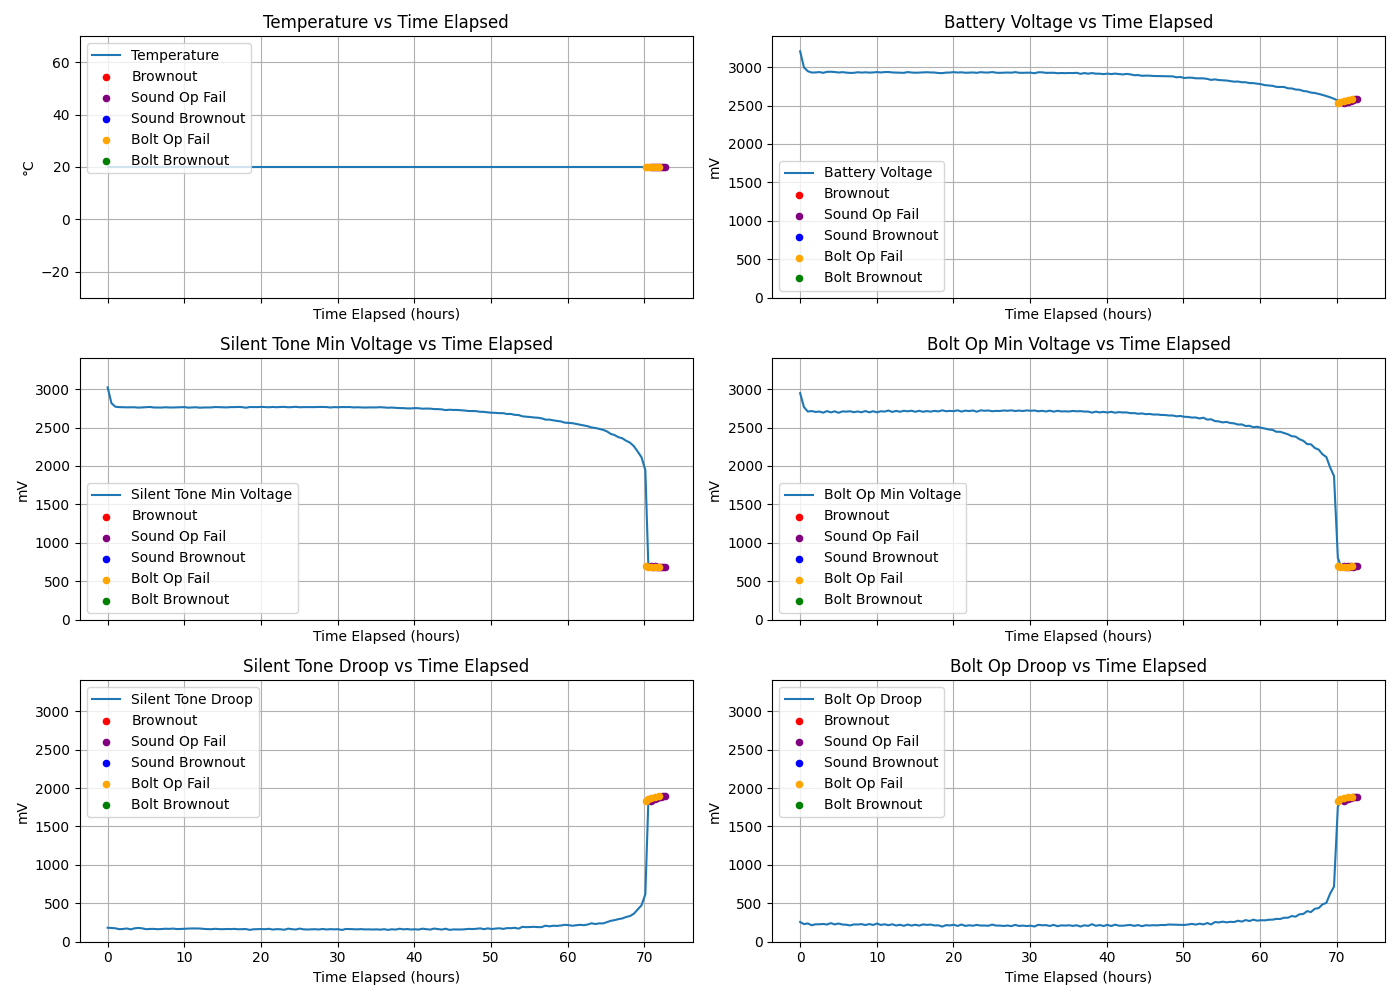 Temperature vs Time Elapsed
60
40
20
0
−20
°C
Temperature
Brownout
Sound Op Fail
Sound Brownout
Bolt Op Fail
Bolt Brownout
Time Elapsed (hours)
Battery Voltage vs Time Elapsed
3000
2500
2000
1500
1000
500
0
mV
Battery Voltage
Brownout
Sound Op Fail
Sound Brownout
Bolt Op Fail
Bolt Brownout
Time Elapsed (hours)
Silent Tone Min Voltage vs Time Elapsed
3000
2500
2000
1500
1000
500
0
mV
Silent Tone Min Voltage
Brownout
Sound Op Fail
Sound Brownout
Bolt Op Fail
Bolt Brownout
Time Elapsed (hours)
Bolt Op Min Voltage vs Time Elapsed
3000
2500
2000
1500
1000
500
0
mV
Bolt Op Min Voltage
Brownout
Sound Op Fail
Sound Brownout
Bolt Op Fail
Bolt Brownout
Time Elapsed (hours)
Silent Tone Droop vs Time Elapsed
3000
2500
2000
1500
1000
500
0
mV
Silent Tone Droop
Brownout
Sound Op Fail
Sound Brownout
Bolt Op Fail
Bolt Brownout
0 10 20 30 40 50 60 70
Time Elapsed (hours)
Bolt Op Droop vs Time Elapsed
3000
2500
2000
1500
1000
500
0
mV
Bolt Op Droop
Brownout
Sound Op Fail
Sound Brownout
Bolt Op Fail
Bolt Brownout
0 10 20 30 40 50 60 70
Time Elapsed (hours)